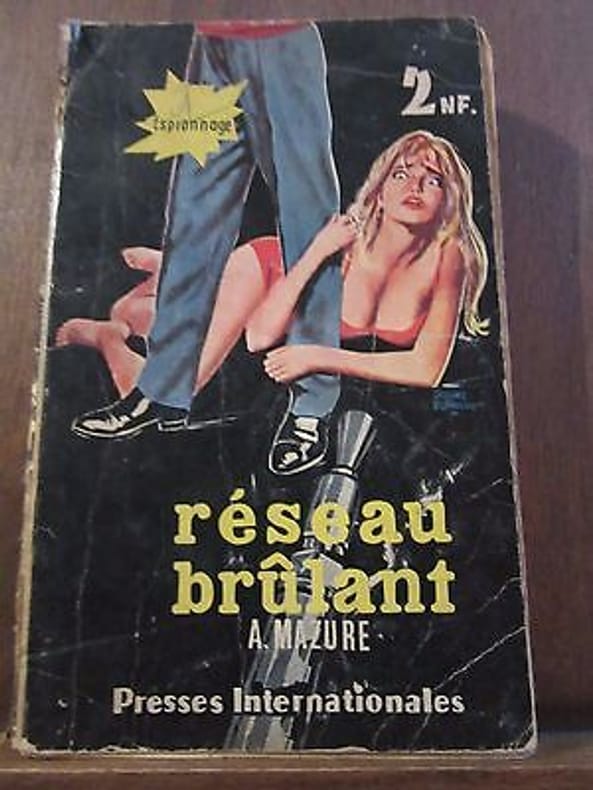 Espionnage
2 NF.
réseau
brûlant
A. MAZURE
Presses Internationales